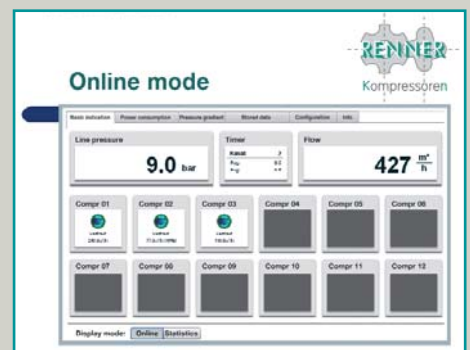 RENNER
Kompressoren
Online mode
Basic indication Power consumption Pressure gradient Stored data Configuration Info
Line pressure
9.0 bar
Timer
Flow
427 m³/h
Compr 01 Compr 02 Compr 03 Compr 04 Compr 05 Compr 06
Compr 07 Compr 08 Compr 09 Compr 10 Compr 11 Compr 12
Display mode: Online Statistics